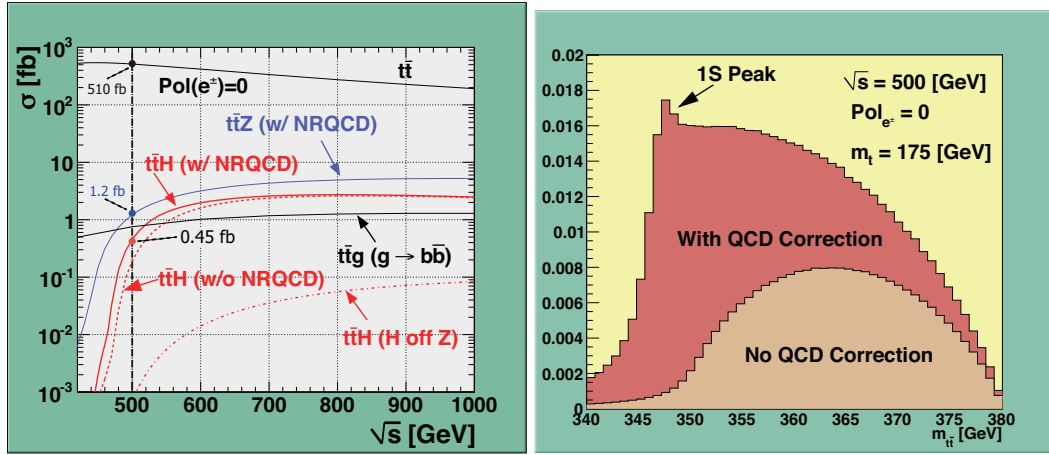 σ [fb]
10³
10²
10
1
10⁻¹
10⁻²
10⁻³
510 fb
Pol(e±)=0
tt̄
tt̄Z (w/ NRQCD)
tt̄H (w/ NRQCD)
1.2 fb
0.45 fb
tt̄g (g → bb̄)
tt̄H (w/o NRQCD)
tt̄H (H off Z)
500 600 700 800 900 1000
√s [GeV]
0.02
0.018
0.016
0.014
0.012
0.01
0.008
0.006
0.004
0.002
0
1S Peak
√s = 500 [GeV]
Pol e± = 0
mt = 175 [GeV]
With QCD Correction
No QCD Correction
340 345 350 355 360 365 370 375 380
mtt̄ [GeV]